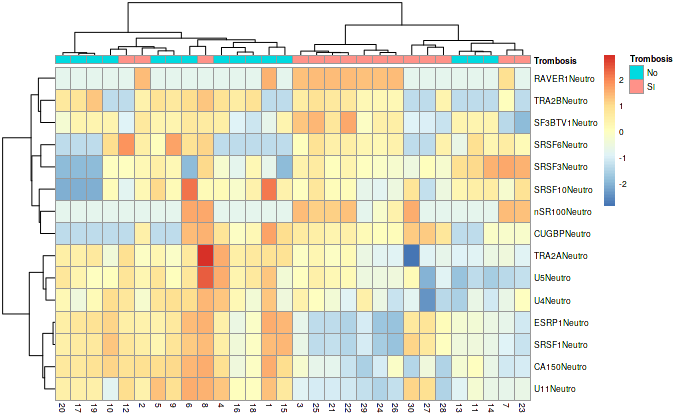 Trombosis
Trombosis
No
SI
2
1
0
-1
-2
RAVER1Neutro
TRA2BNeutro
SF3BTV1Neutro
SRSF6Neutro
SRSF3Neutro
SRSF10Neutro
nSR100Neutro
CUGBPNeutro
TRA2ANeutro
U5Neutro
U4Neutro
ESRP1Neutro
SRSF1Neutro
CA150Neutro
U11Neutro
20 17 19 10 12 2 5 9 6 8 4 16 18 1 15 3 25 21 22 29 24 26 30 27 28 13 11 14 7 23